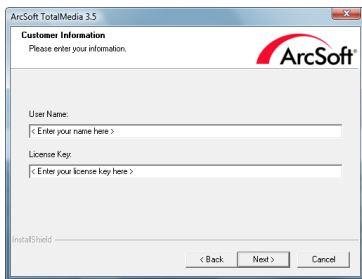 ArcSoft TotalMedia 3.5
Customer Information
Please enter your information.
ArcSoft®
User Name:
< Enter your name here >
License Key:
< Enter your license key here >
InstallShield
< Back
Next >
Cancel